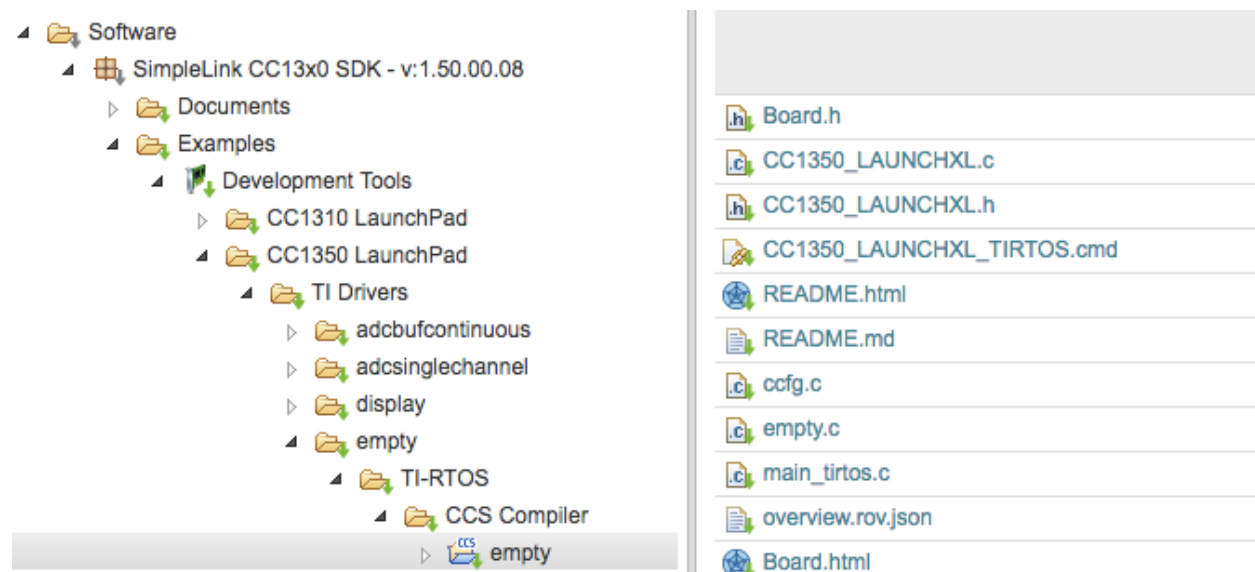 Software
SimpleLink CC13x0 SDK - v:1.50.00.08
Documents
Examples
Development Tools
CC1310 LaunchPad
CC1350 LaunchPad
TI Drivers
adcbufcontinuous
adcsinglechannel
display
empty
TI-RTOS
CCS Compiler
ccs empty
.h Board.h
.c CC1350_LAUNCHXL.c
.h CC1350_LAUNCHXL.h
CC1350_LAUNCHXL_TIRTOS.cmd
README.html
README.md
.c ccfg.c
.c empty.c
.c main_tirtos.c
overview.rov.json
Board.html